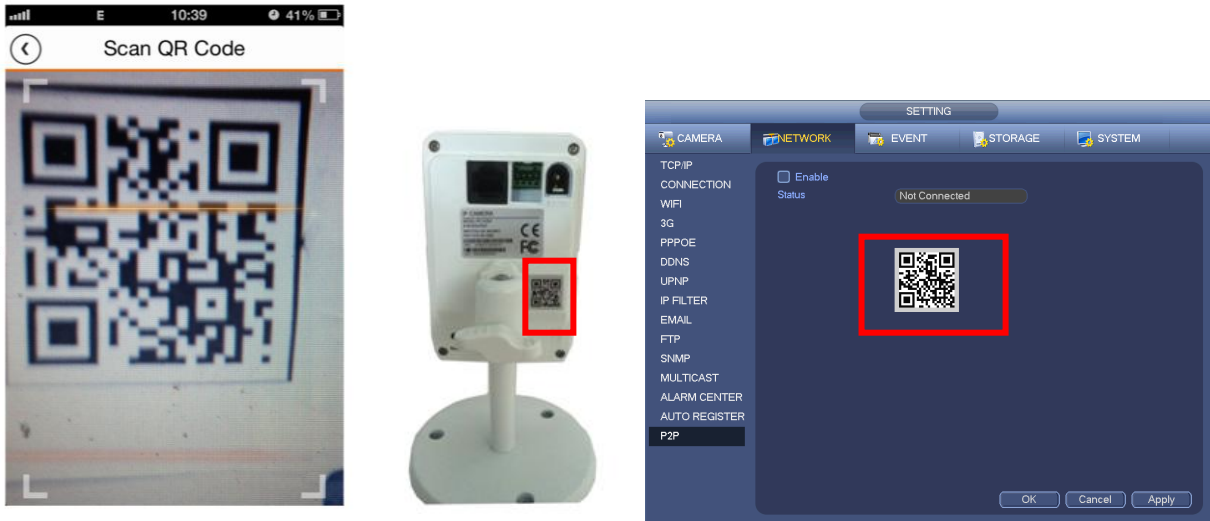 E 10:39 41%
Scan QR Code
IP CAMERA
CE
FC
SETTING
CAMERA NETWORK EVENT STORAGE SYSTEM
TCP/IP
CONNECTION
WIFI
3G
PPPOE
DDNS
UPNP
IP FILTER
EMAIL
FTP
SNMP
MULTICAST
ALARM CENTER
AUTO REGISTER
P2P
Enable
Status Not Connected
OK Cancel Apply